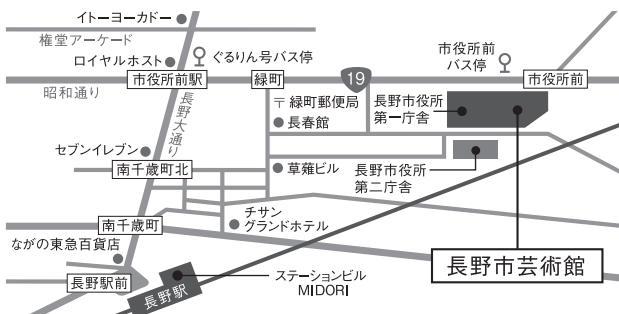 イトーヨーカドー
権堂アーケード
ロイヤルホスト
ぐるりん号バス停
市役所前
バス停
市役所前駅
緑町
19
市役所前
昭和通り
長野大通り
〒緑町郵便局
長春館
長野市役所
第一庁舎
セブンイレブン
南千歳町北
草薙ビル
長野市役所
第二庁舎
南千歳町
チサン
グランドホテル
ながの東急百貨店
長野市芸術館
長野駅前
長野駅
ステーションビル
MIDORI